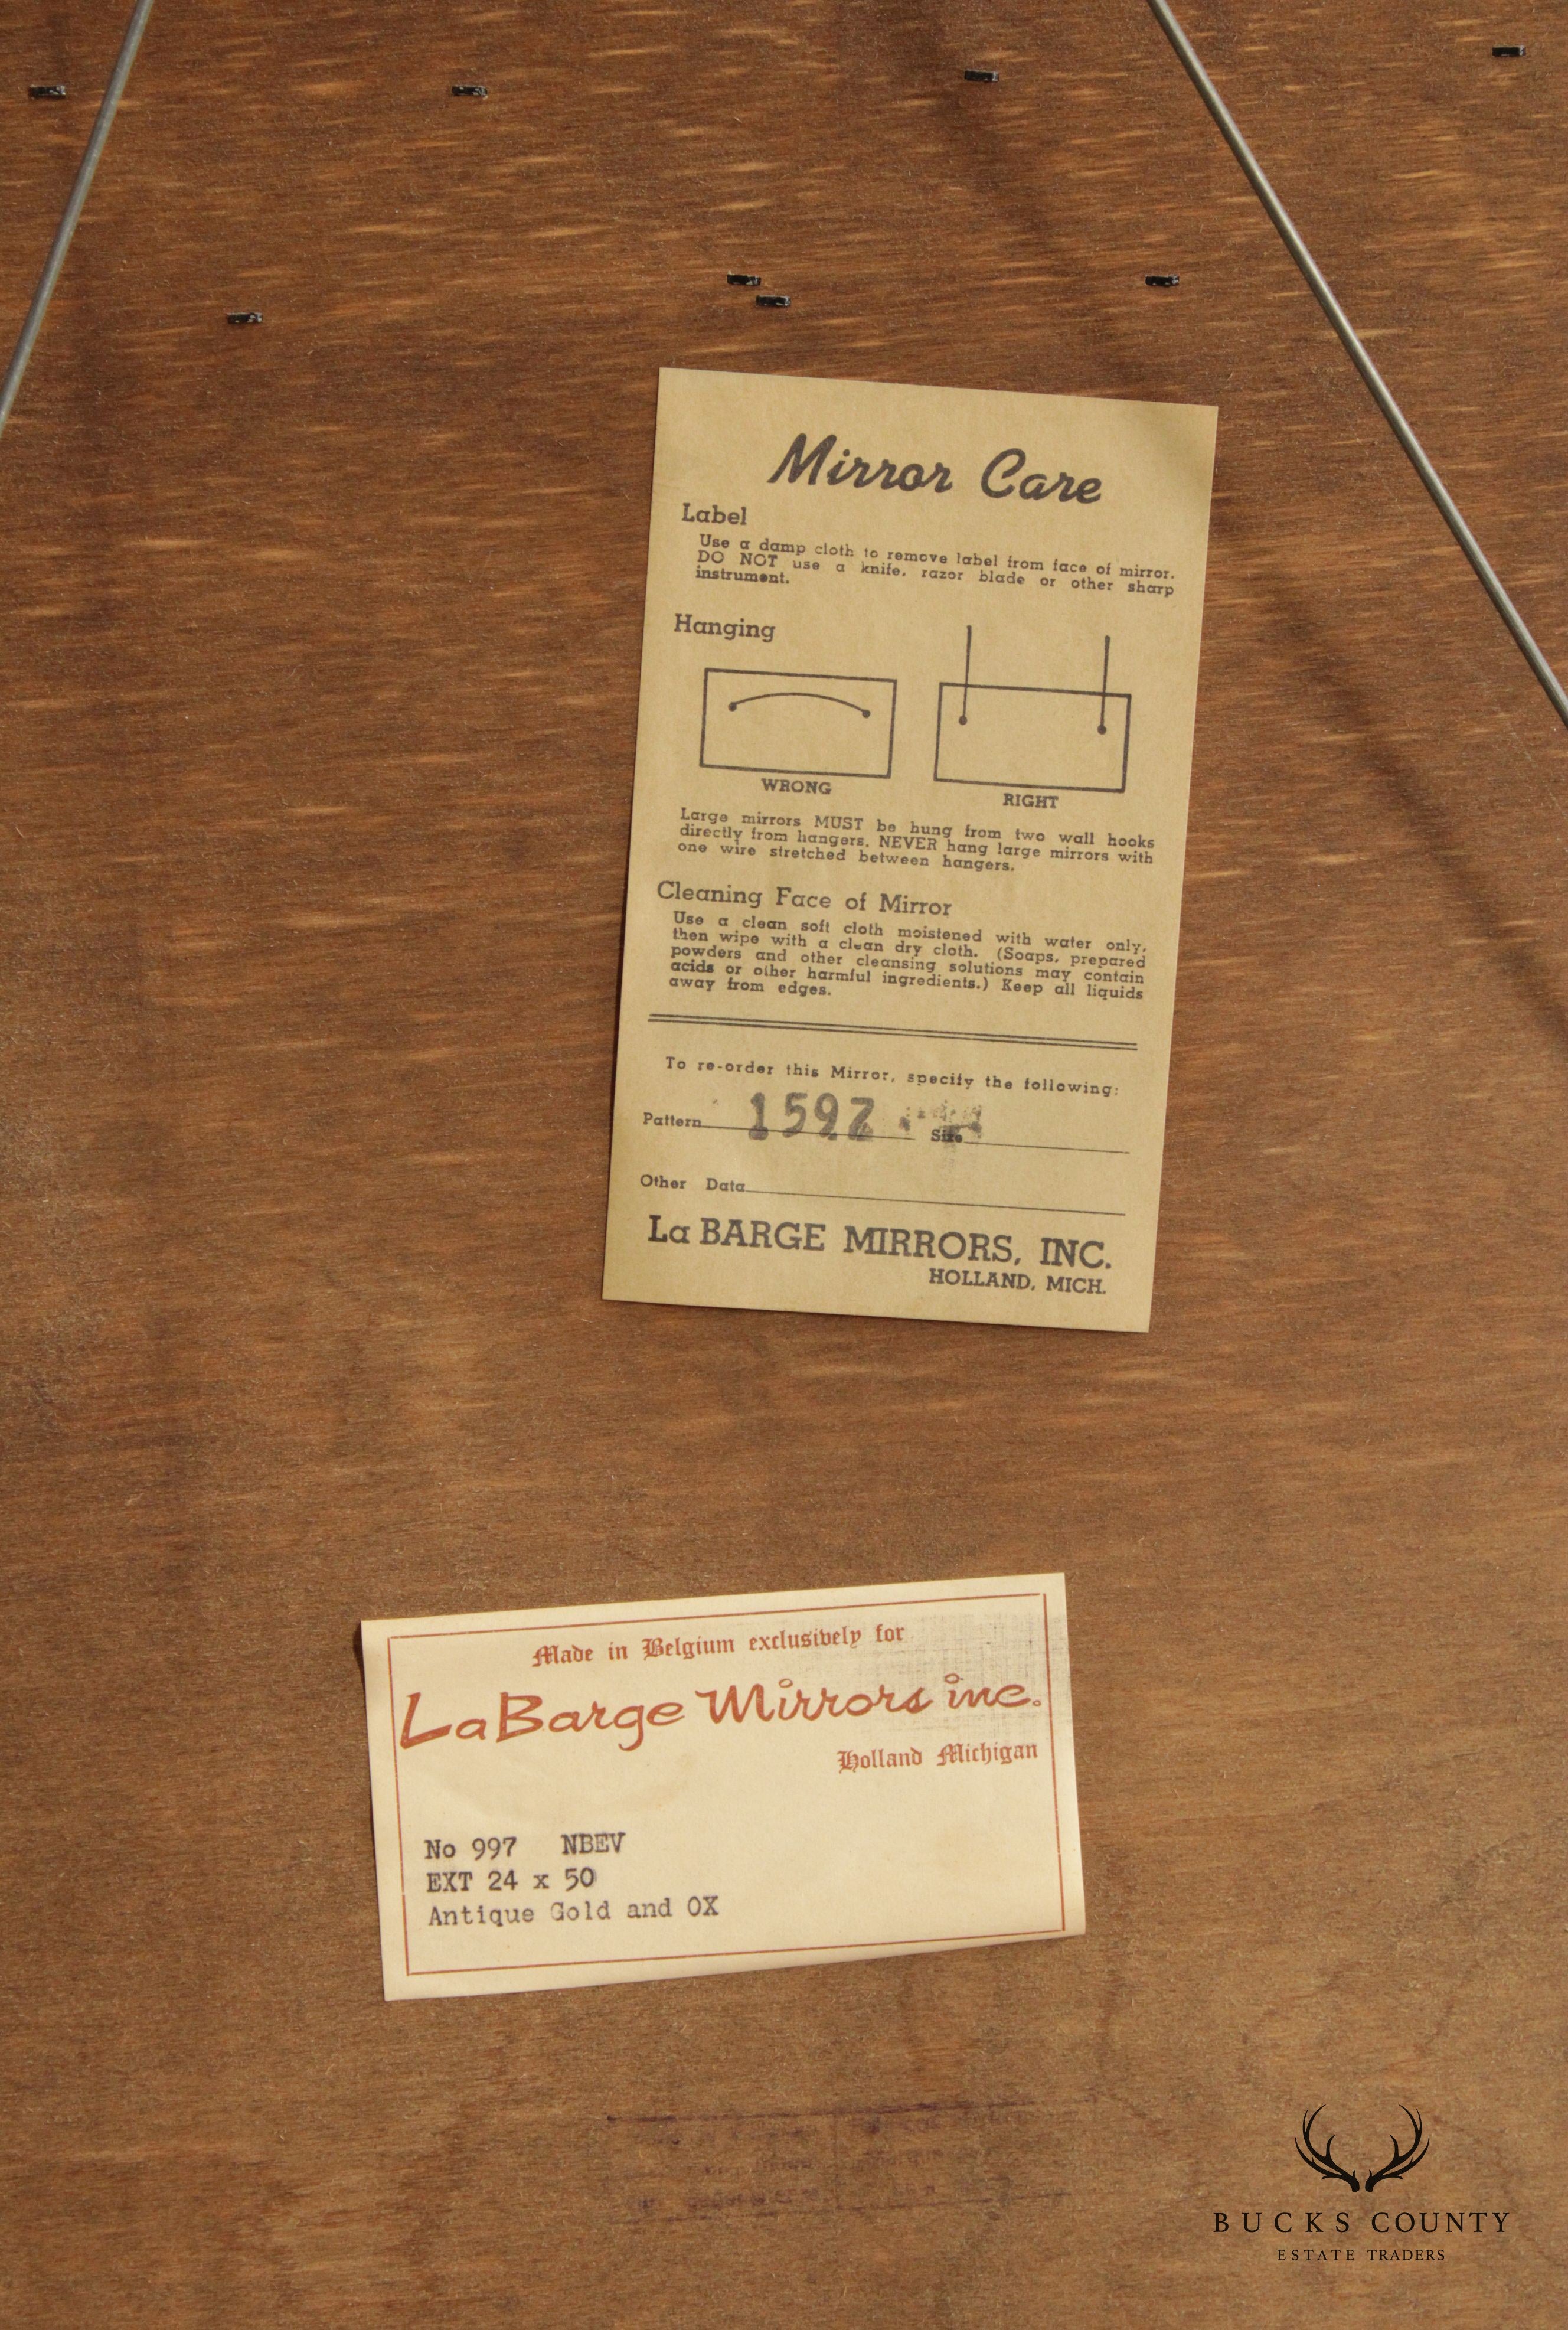 Mirror Care
Label
Use a damp cloth to remove label from face of mirror.
DO NOT use a knife, razor blade or other sharp
instrument.
Hanging
WRONG
RIGHT
Large mirrors MUST be hung from two wall hooks
directly from hangers. NEVER hang large mirrors with
one wire stretched between hangers.
Cleaning Face of Mirror
Use a clean soft cloth moistened with water only,
then wipe with a clean dry cloth. (Soaps, prepared
powders and other cleansing solutions may contain
acids or other harmful ingredients.) Keep all liquids
away from edges.
To re-order this Mirror, specify the following:
Pattern 1592 Size
Other Data
La BARGE MIRRORS, INC.
HOLLAND, MICH.
Made in Belgium exclusively for
LaBarge Mirrors inc.
Holland Michigan
No 997 NBEV
EXT 24 x 50
Antique Gold and OX
BUCKS COUNTY
ESTATE TRADERS